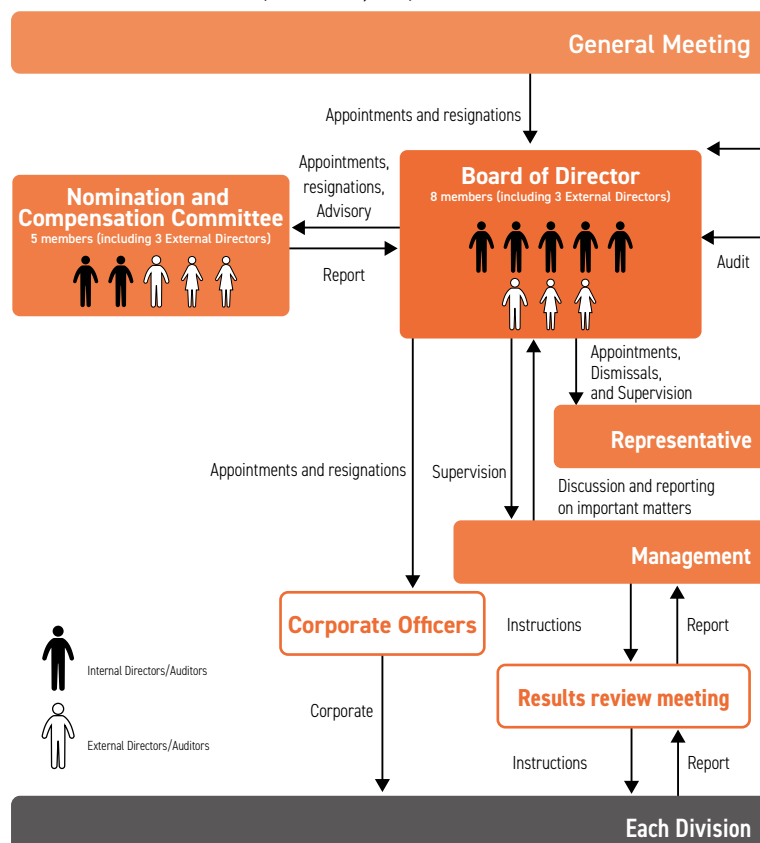 General Meeting
Appointments and resignations
Board of Director
8 members (including 3 External Directors)
Appointments,
resignations,
Advisory
Nomination and
Compensation Committee
5 members (including 3 External Directors)
Report
Audit
Appointments,
Dismissals,
and Supervision
Representative
Appointments and resignations
Supervision
Discussion and reporting
on important matters
Management
Corporate Officers
Instructions
Report
Internal Directors/Auditors
Results review meeting
Corporate
External Directors/Auditors
Instructions
Report
Each Division